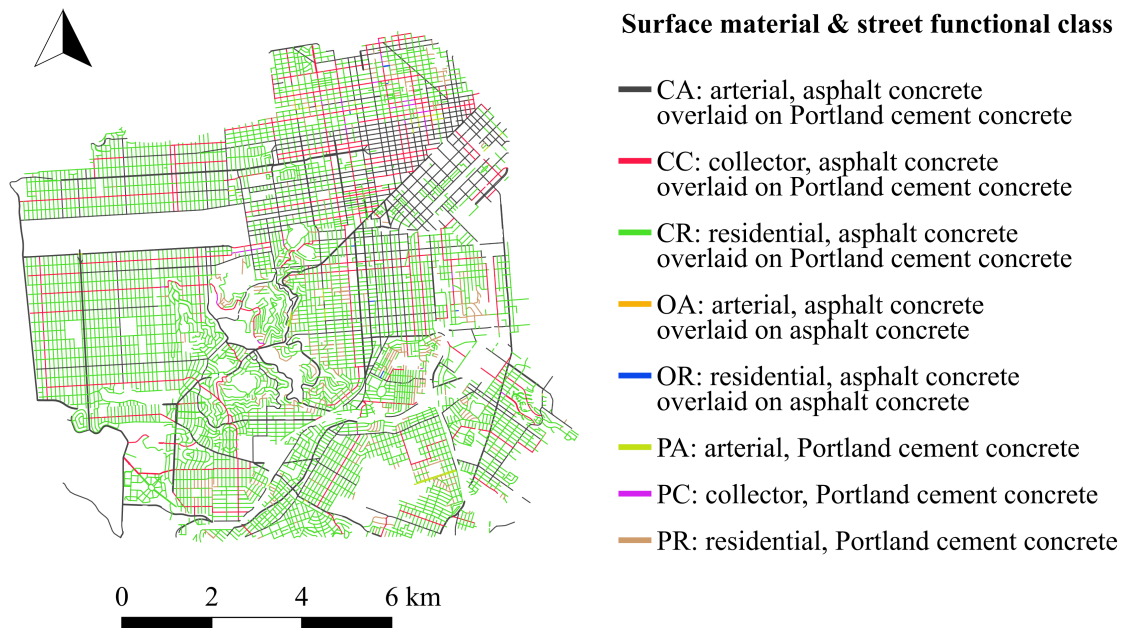 Surface material & street functional class
CA: arterial, asphalt concrete
overlaid on Portland cement concrete
CC: collector, asphalt concrete
overlaid on Portland cement concrete
CR: residential, asphalt concrete
overlaid on Portland cement concrete
OA: arterial, asphalt concrete
overlaid on asphalt concrete
OR: residential, asphalt concrete
overlaid on asphalt concrete
PA: arterial, Portland cement concrete
PC: collector, Portland cement concrete
PR: residential, Portland cement concrete
0 2 4 6 km